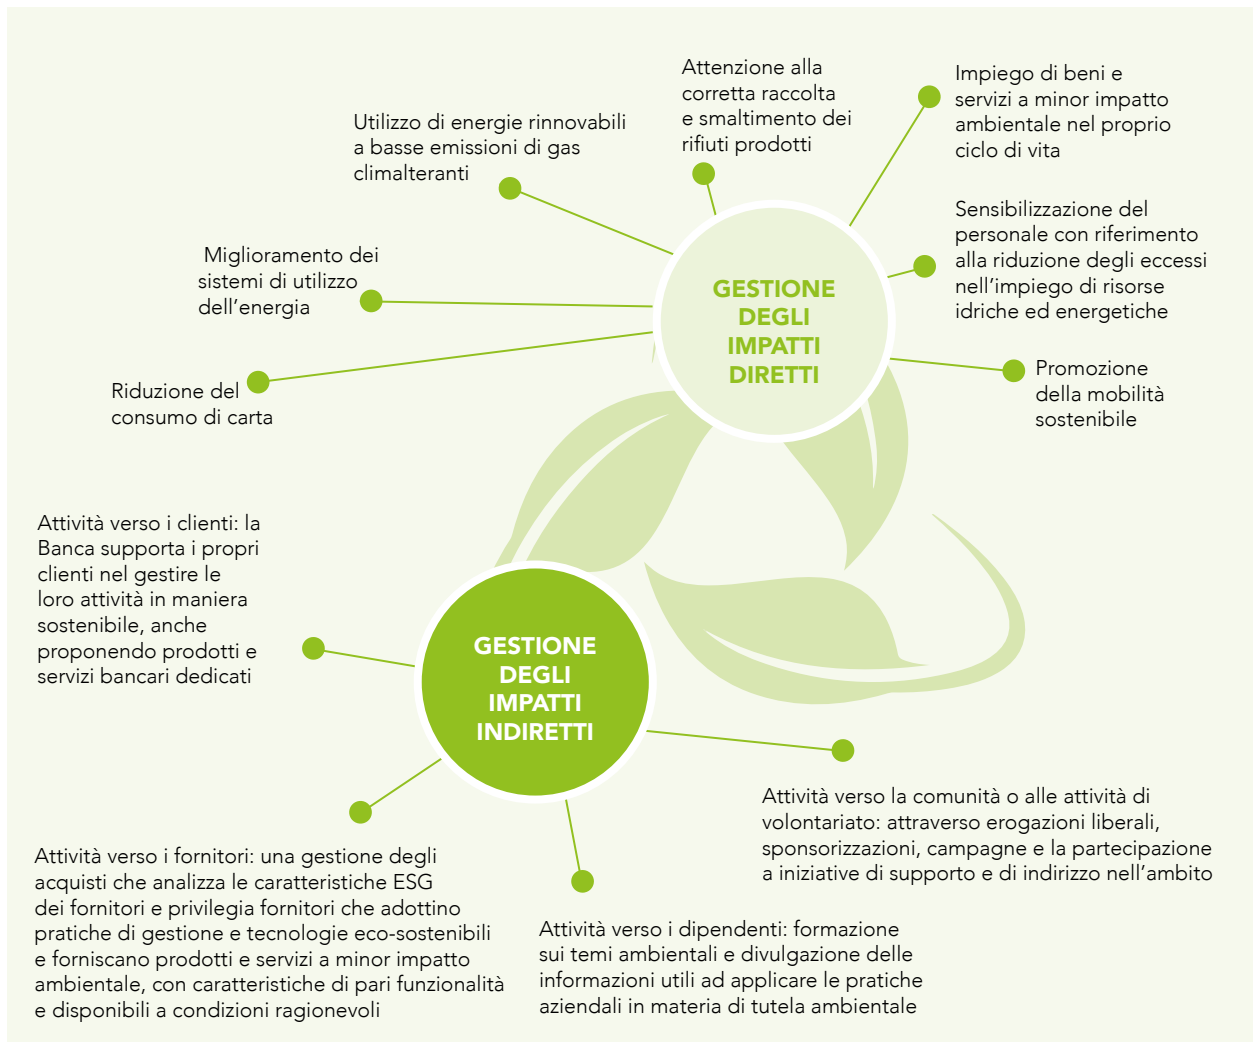 Attenzione alla
corretta raccolta
e smaltimento dei
rifiuti prodotti
Impiego di beni e
servizi a minor impatto
ambientale nel proprio
ciclo di vita
Utilizzo di energie rinnovabili
a basse emissioni di gas
climalteranti
Sensibilizzazione del
personale con riferimento
alla riduzione degli eccessi
nell’impiego di risorse
idriche ed energetiche
Miglioramento dei
sistemi di utilizzo
dell’energia
GESTIONE
DEGLI
IMPATTI
DIRETTI
Promozione
della mobilità
sostenibile
Riduzione del
consumo di carta
Attività verso i clienti: la
Banca supporta i propri
clienti nel gestire le
loro attività in maniera
sostenibile, anche
proponendo prodotti e
servizi bancari dedicati
GESTIONE
DEGLI
IMPATTI
INDIRETTI
Attività verso la comunità o alle attività di
volontariato: attraverso erogazioni liberali,
sponsorizzazioni, campagne e la partecipazione
a iniziative di supporto e di indirizzo nell’ambito
Attività verso i fornitori: una gestione degli
acquisti che analizza le caratteristiche ESG
dei fornitori e privilegia fornitori che adottino
pratiche di gestione e tecnologie eco-sostenibili
e forniscano prodotti e servizi a minor impatto
ambientale, con caratteristiche di pari funzionalità
e disponibili a condizioni ragionevoli
Attività verso i dipendenti: formazione
sui temi ambientali e divulgazione delle
informazioni utili ad applicare le pratiche
aziendali in materia di tutela ambientale